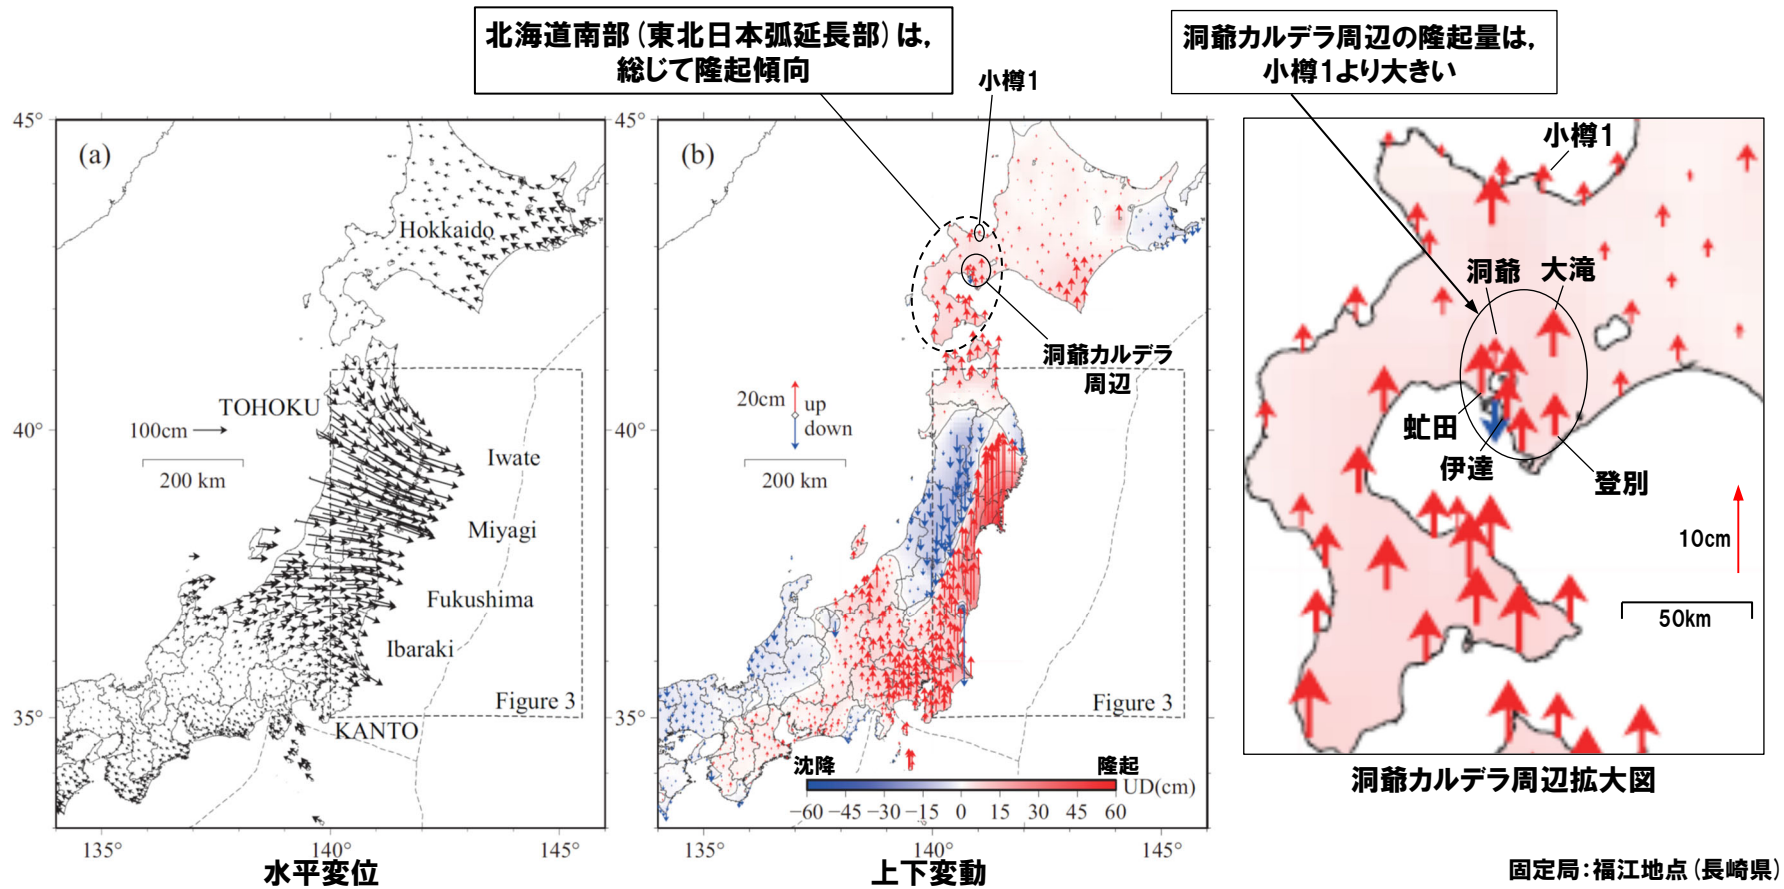 北海道南部(東北日本弧延長部)は,
総じて隆起傾向
洞爺カルデラ周辺の隆起量は,
小樽1より大きい
小樽1
45°
40°
35°
(a)
Hokkaido
TOHOKU
100cm
200 km
Iwate
Miyagi
Fukushima
Ibaraki
Figure 3
KANTO
135°
140°
145°
水平変位
45°
40°
35°
(b)
洞爺カルデラ
周辺
20cm
up
down
200 km
Figure 3
沈降
隆起
UD(cm)
-60 -45 -30 -15 0 15 30 45 60
135°
140°
145°
上下変動
小樽1
洞爺
大滝
虻田
伊達
登別
10cm
50km
洞爺カルデラ周辺拡大図
固定局:福江地点(長崎県)